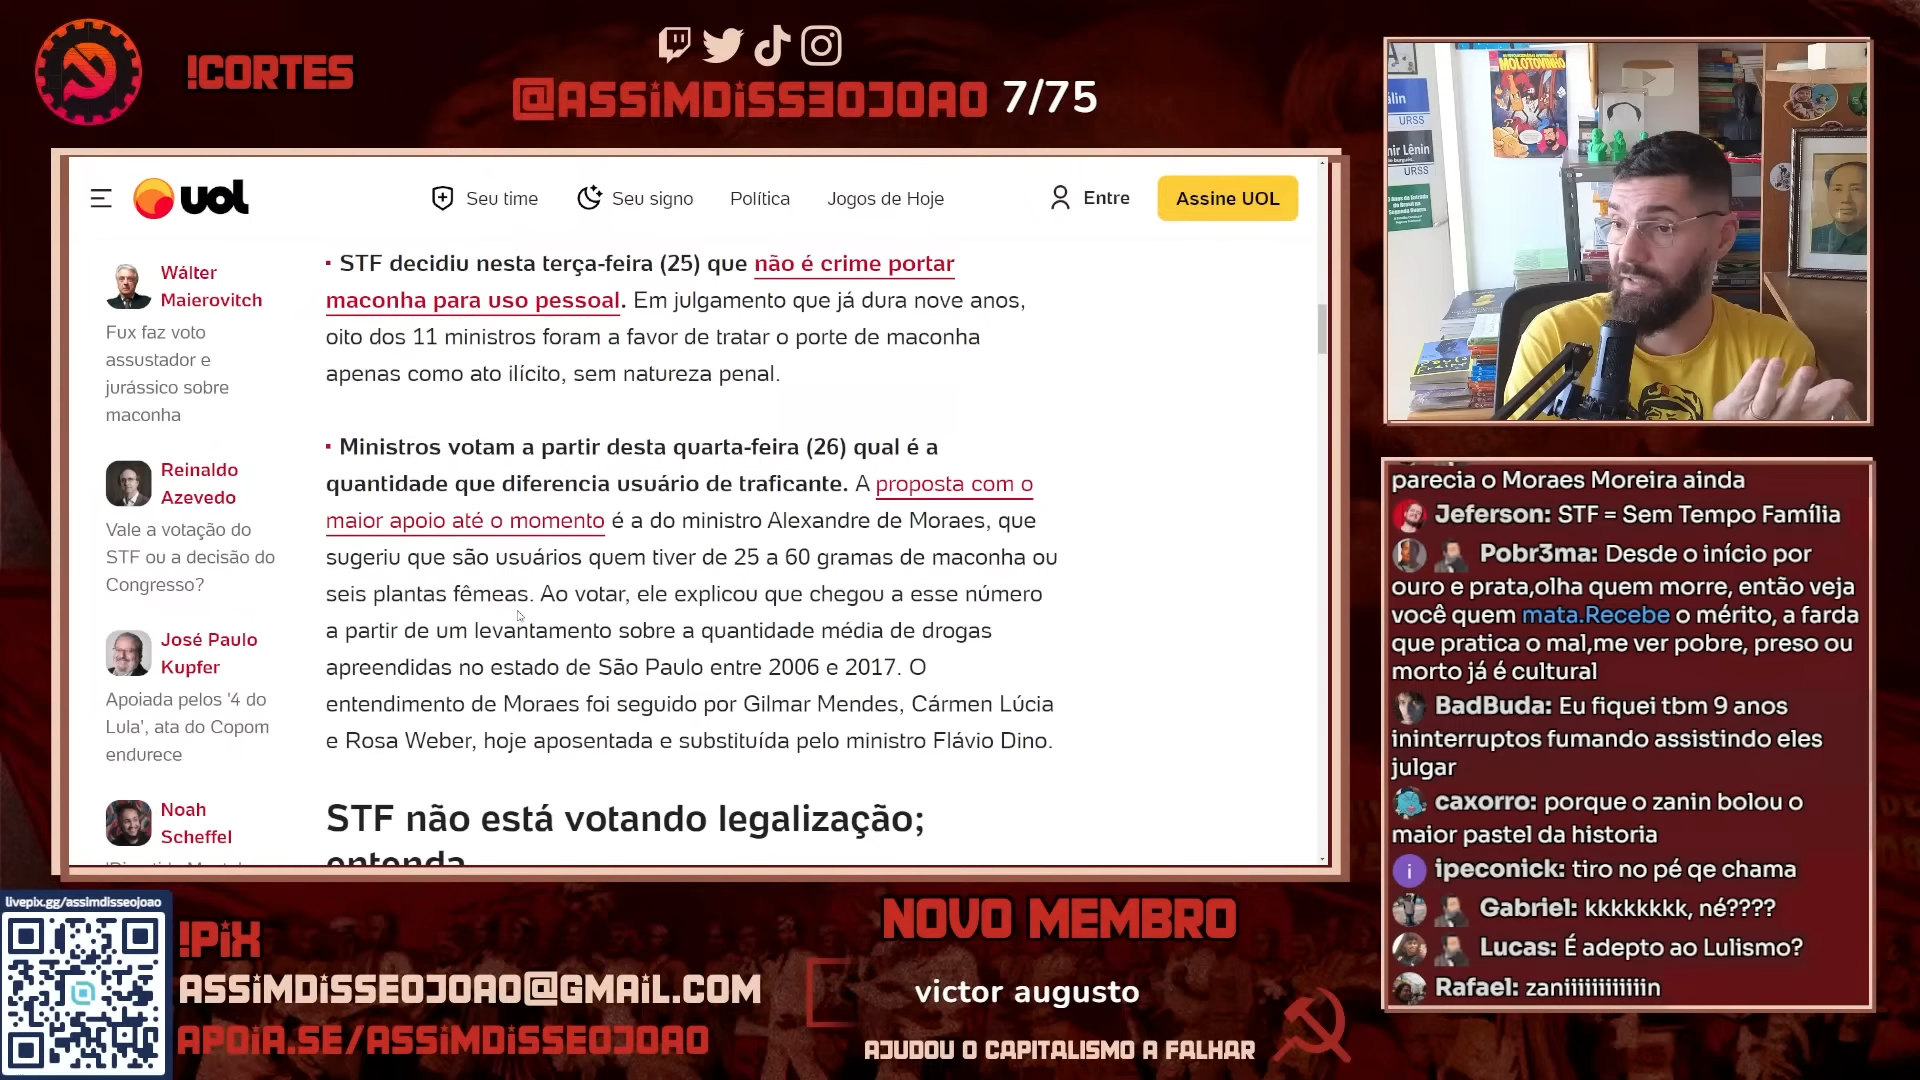 !CORTES
@ASSIMDISSEOJOAO 7/75
uol
Seu time
Seu signo
Política
Jogos de Hoje
Entre
Assine UOL
Wálter
Maierovitch
Fux faz voto
assustador e
jurássico sobre
maconha
Reinaldo
Azevedo
Vale a votação do
STF ou a decisão do
Congresso?
José Paulo
Kupfer
Apoiada pelos '4 do
Lula', ata do Copom
endurece
Noah
Scheffel
STF decidiu nesta terça-feira (25) que não é crime portar
maconha para uso pessoal. Em julgamento que já dura nove anos,
oito dos 11 ministros foram a favor de tratar o porte de maconha
apenas como ato ilícito, sem natureza penal.
Ministros votam a partir desta quarta-feira (26) qual é a
quantidade que diferencia usuário de traficante. A proposta com o
maior apoio até o momento é a do ministro Alexandre de Moraes, que
sugeriu que são usuários quem tiver de 25 a 60 gramas de maconha ou
seis plantas fêmeas. Ao votar, ele explicou que chegou a esse número
a partir de um levantamento sobre a quantidade média de drogas
apreendidas no estado de São Paulo entre 2006 e 2017. O
entendimento de Moraes foi seguido por Gilmar Mendes, Cármen Lúcia
e Rosa Weber, hoje aposentada e substituída pelo ministro Flávio Dino.
STF não está votando legalização;
entenda
MOLOTOVINHO
URSS
URSS
parecia o Moraes Moreira ainda
Jeferson: STF = Sem Tempo Família
Pobr3ma: Desde o início por
ouro e prata,olha quem morre, então veja
você quem mata.Recebe o mérito, a farda
que pratica o mal,me ver pobre, preso ou
morto já é cultural
BadBuda: Eu fiquei tbm 9 anos
ininterruptos fumando assistindo eles
julgar
caxorro: porque o zanin bolou o
maior pastel da historia
i ipeconick: tiro no pé qe chama
Gabriel: kkkkkkkk, né????
Lucas: É adepto ao Lulismo?
Rafael: zaniiiiiiiiiiiin
livepix.gg/assimdisseojoao
!PIX
ASSIMDISSEOJOAO@GMAIL.COM
APOIA.SE/ASSIMDISSEOJOAO
NOVO MEMBRO
victor augusto
AJUDOU O CAPITALISMO A FALHAR